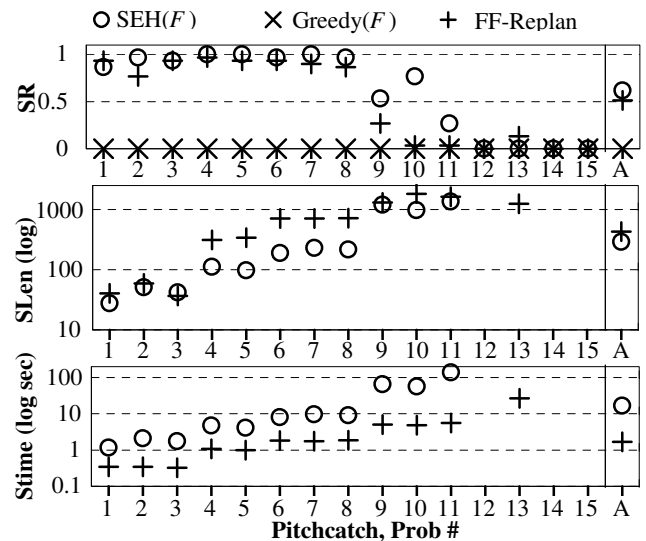 SEH(F) Greedy(F) FF-Replan
SR
1
0.5
0
1 2 3 4 5 6 7 8 9 10 11 12 13 14 15 A
SLen (log)
1000
100
10
1 2 3 4 5 6 7 8 9 10 11 12 13 14 15 A
Stime (log sec)
100
10
1
0.1
1 2 3 4 5 6 7 8 9 10 11 12 13 14 15 A
Pitchcatch, Prob #